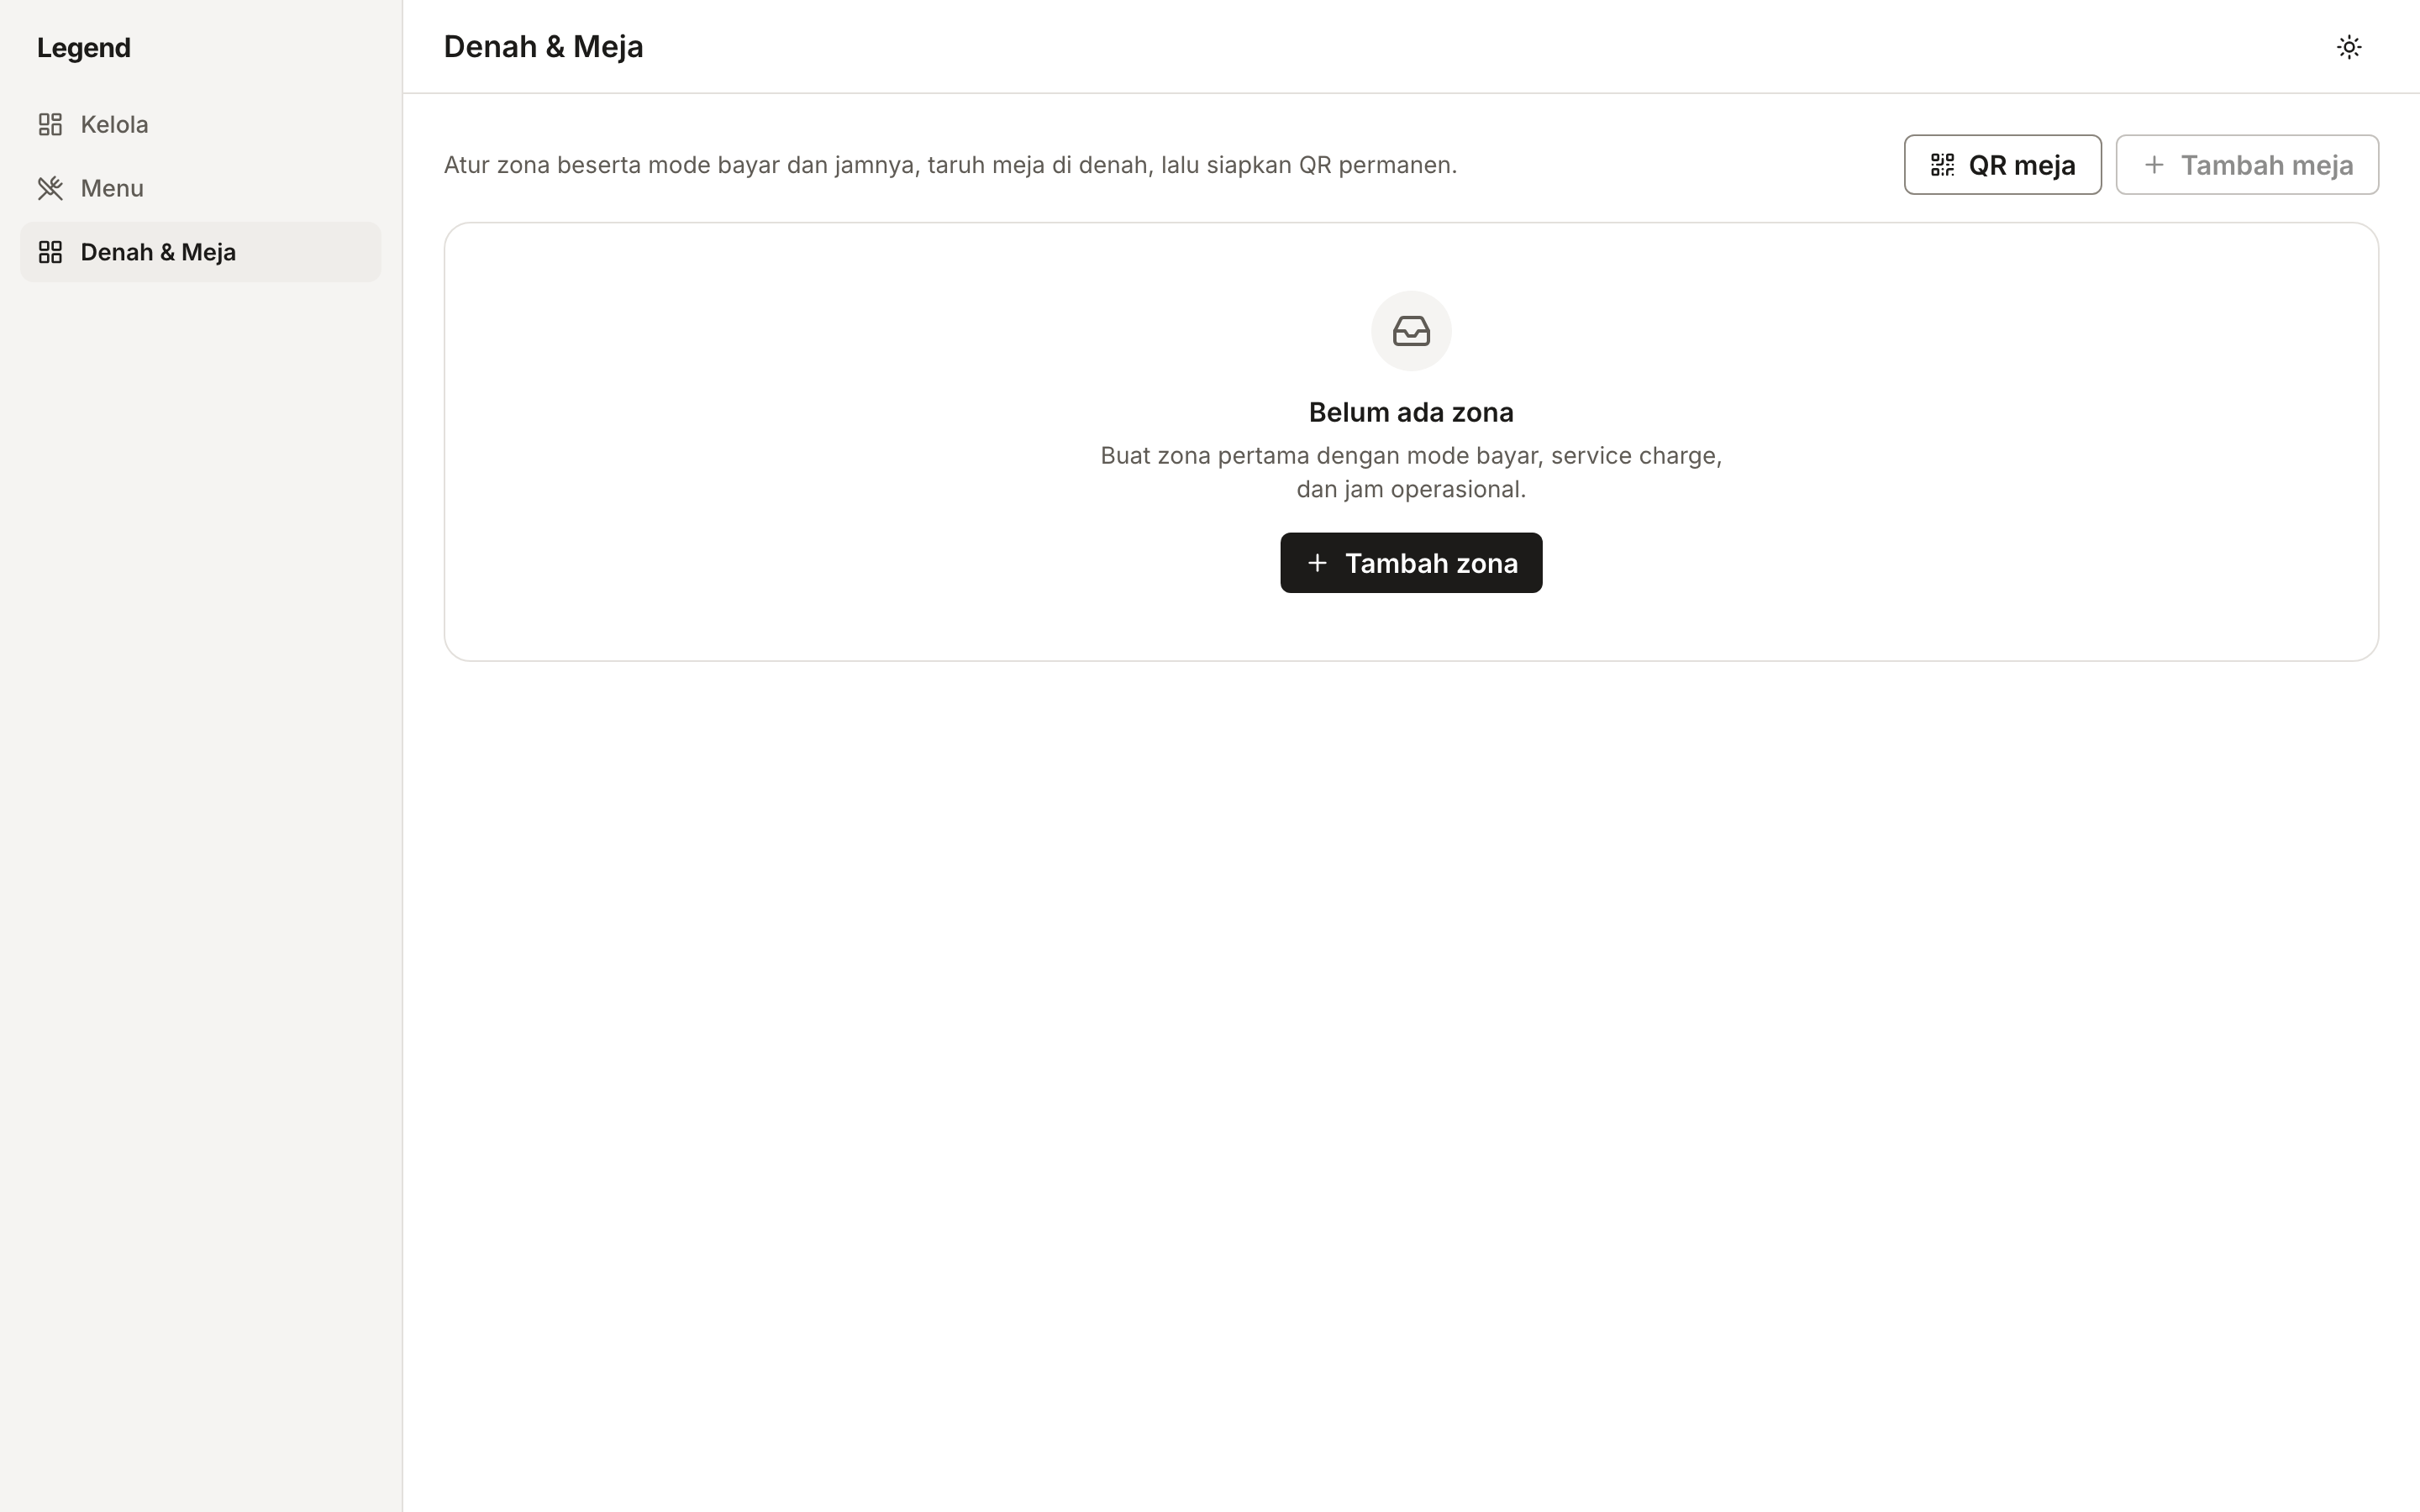 Legend
Kelola
Menu
Denah & Meja
Denah & Meja
Atur zona beserta mode bayar dan jamnya, taruh meja di denah, lalu siapkan QR permanen.
QR meja
Tambah meja
Belum ada zona
Buat zona pertama dengan mode bayar, service charge,
dan jam operasional.
Tambah zona